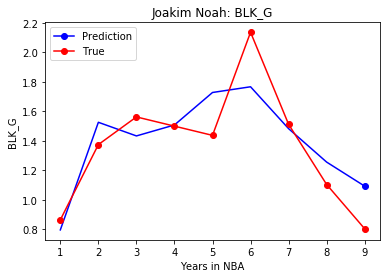 Joakim Noah: BLK_G
Prediction
True
BLK_G
2.2
2.0
1.8
1.6
1.4
1.2
1.0
0.8
1 2 3 4 5 6 7 8 9
Years in NBA